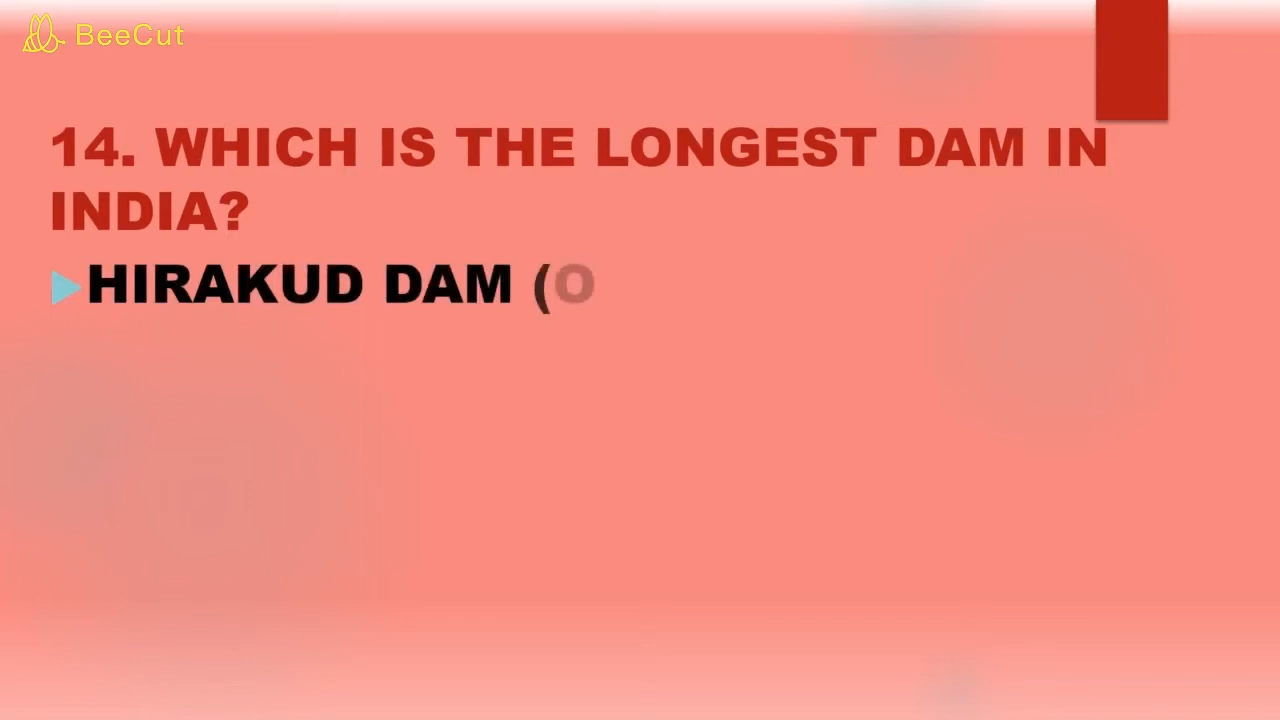 BeeCut
14. WHICH IS THE LONGEST DAM IN
INDIA?
HIRAKUD DAM (O